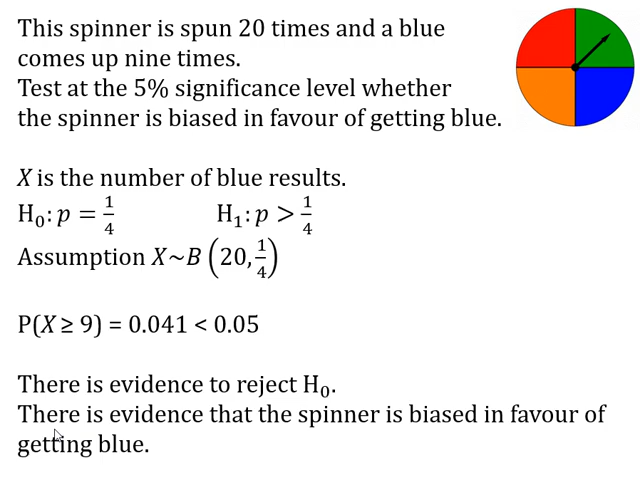 This spinner is spun 20 times and a blue
comes up nine times.
Test at the 5% significance level whether
the spinner is biased in favour of getting blue.
X is the number of blue results.
H₀: p = 1/4 H₁: p > 1/4
Assumption X~B (20, 1/4)
P(X ≥ 9) = 0.041 < 0.05
There is evidence to reject H₀.
There is evidence that the spinner is biased in favour of
getting blue.